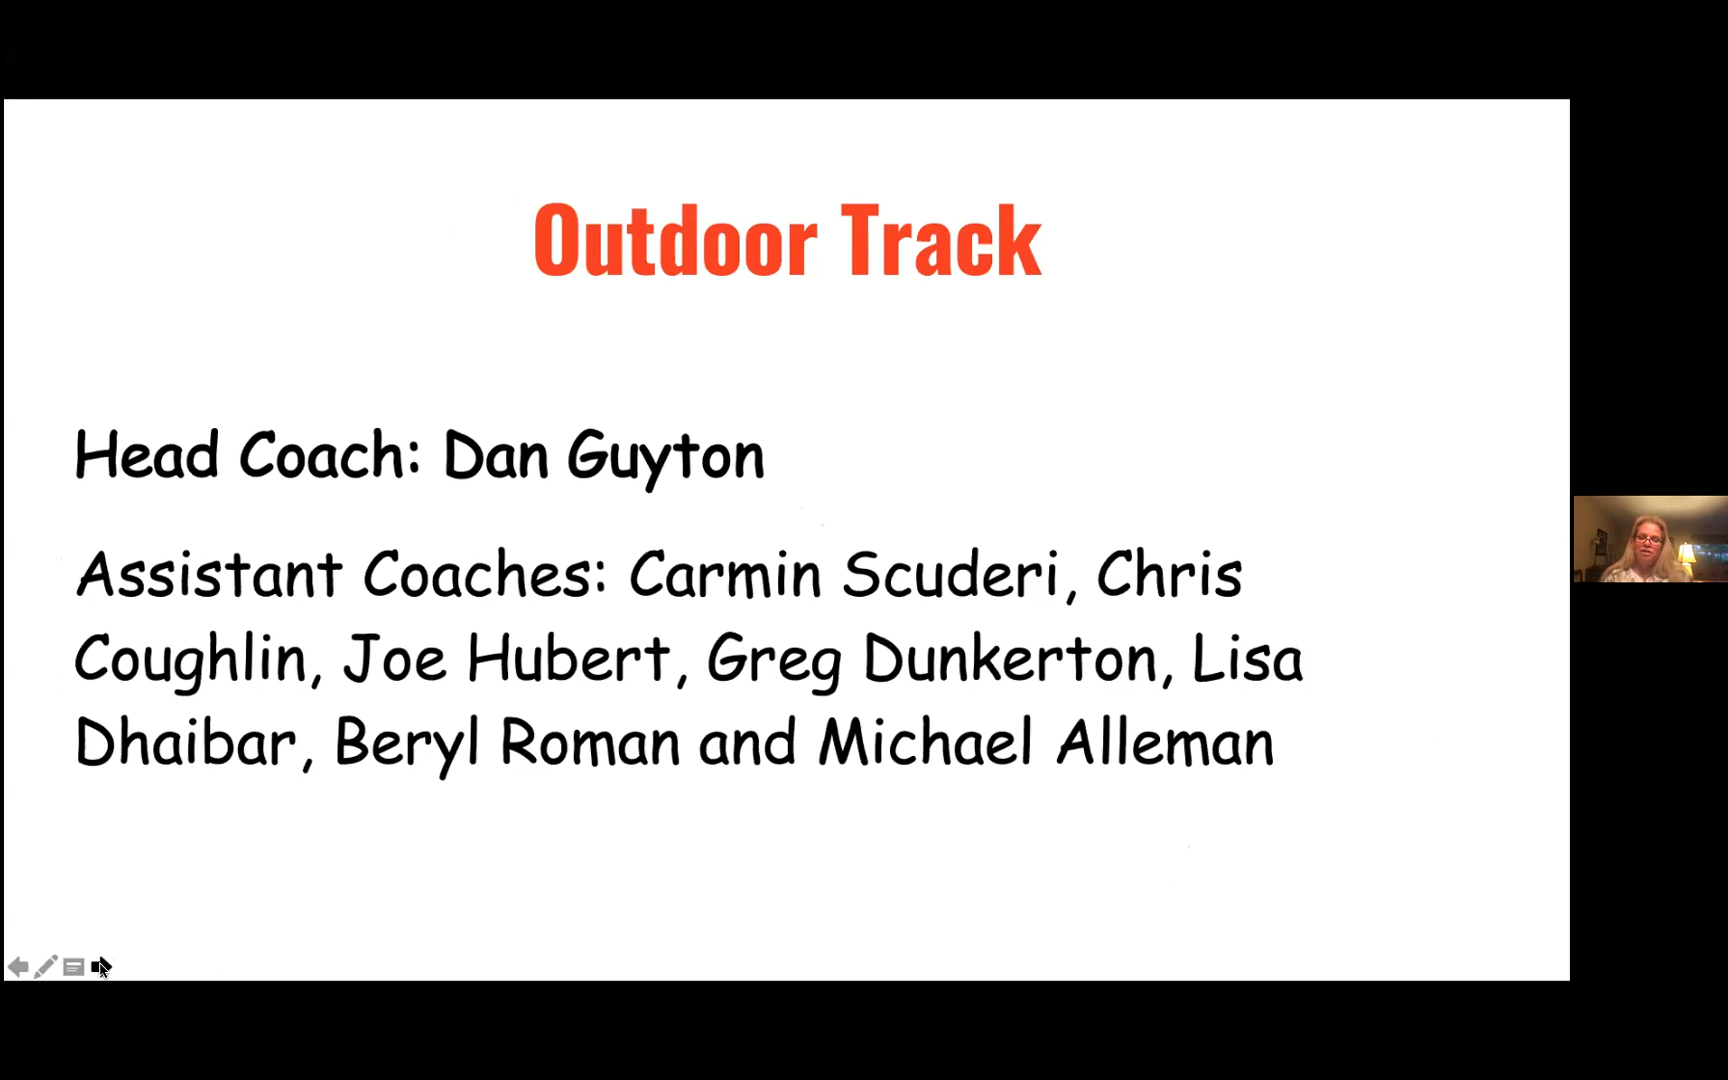 Outdoor Track
Head Coach: Dan Guyton
Assistant Coaches: Carmin Scuderi, Chris
Coughlin, Joe Hubert, Greg Dunkerton, Lisa
Dhaibar, Beryl Roman and Michael Alleman